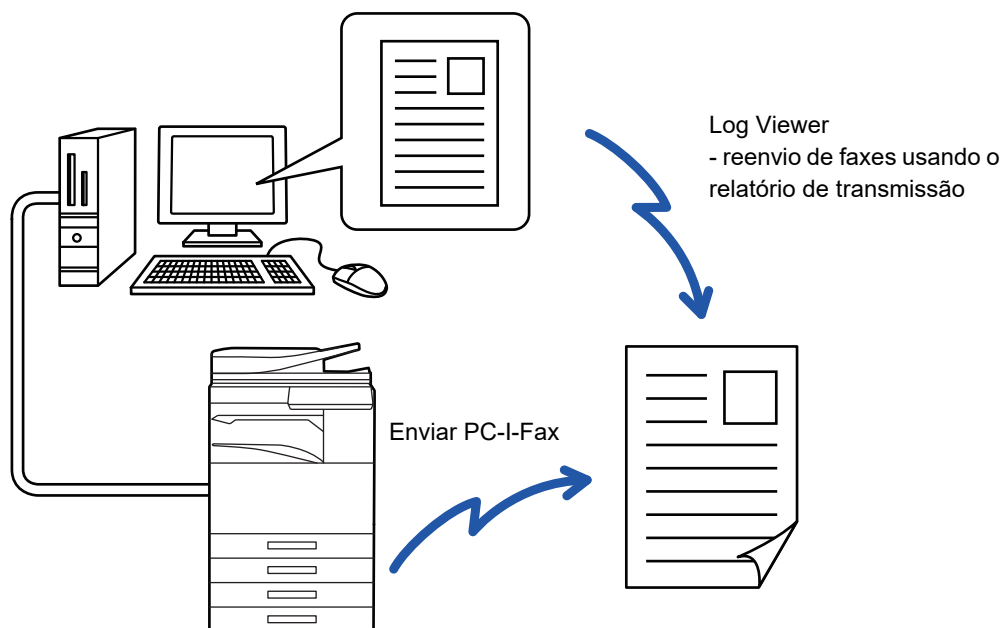 Log Viewer
- reenvio de faxes usando o
relatório de transmissão
Enviar PC-I-Fax